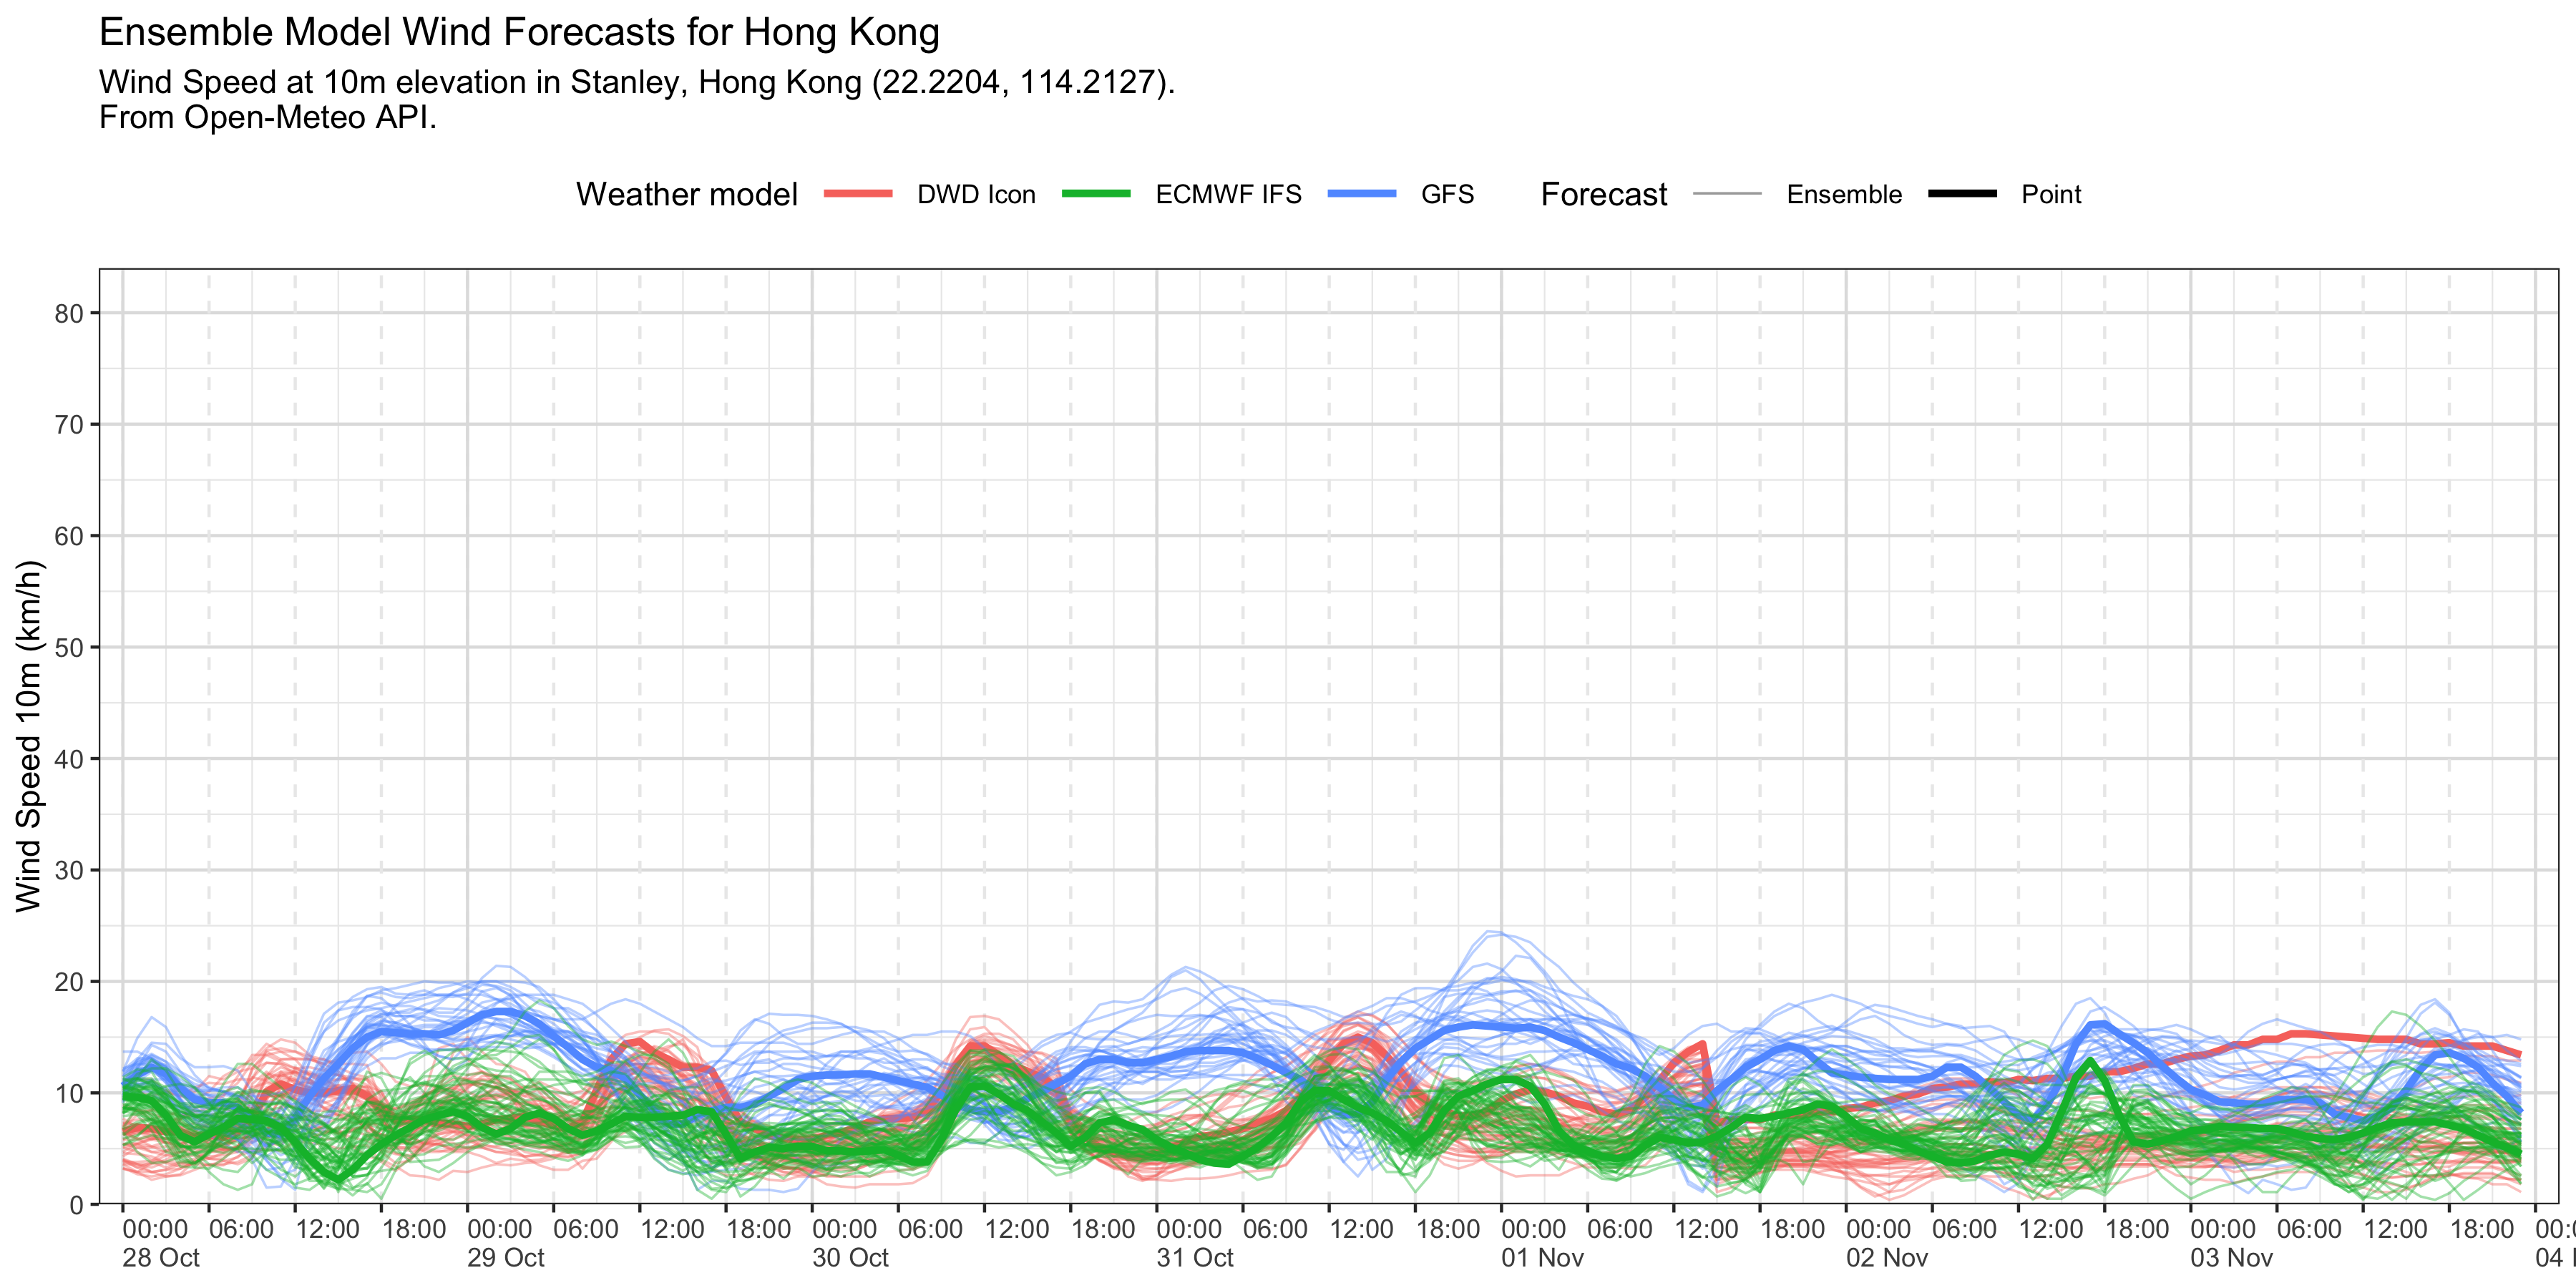 Ensemble Model Wind Forecasts for Hong Kong
Wind Speed at 10m elevation in Stanley, Hong Kong (22.2204, 114.2127).
From Open-Meteo API.
Weather model DWD Icon ECMWF IFS GFS Forecast Ensemble Point
Wind Speed 10m (km/h)
80
70
60
50
40
30
20
10
0
00:00 06:00 12:00 18:00 00:00 06:00 12:00 18:00 00:00 06:00 12:00 18:00 00:00 06:00 12:00 18:00 00:00 06:00 12:00 18:00 00:00 06:00 12:00 18:00 00:00 06:00 12:00 18:00
28 Oct 29 Oct 30 Oct 31 Oct 01 Nov 02 Nov 03 Nov 04